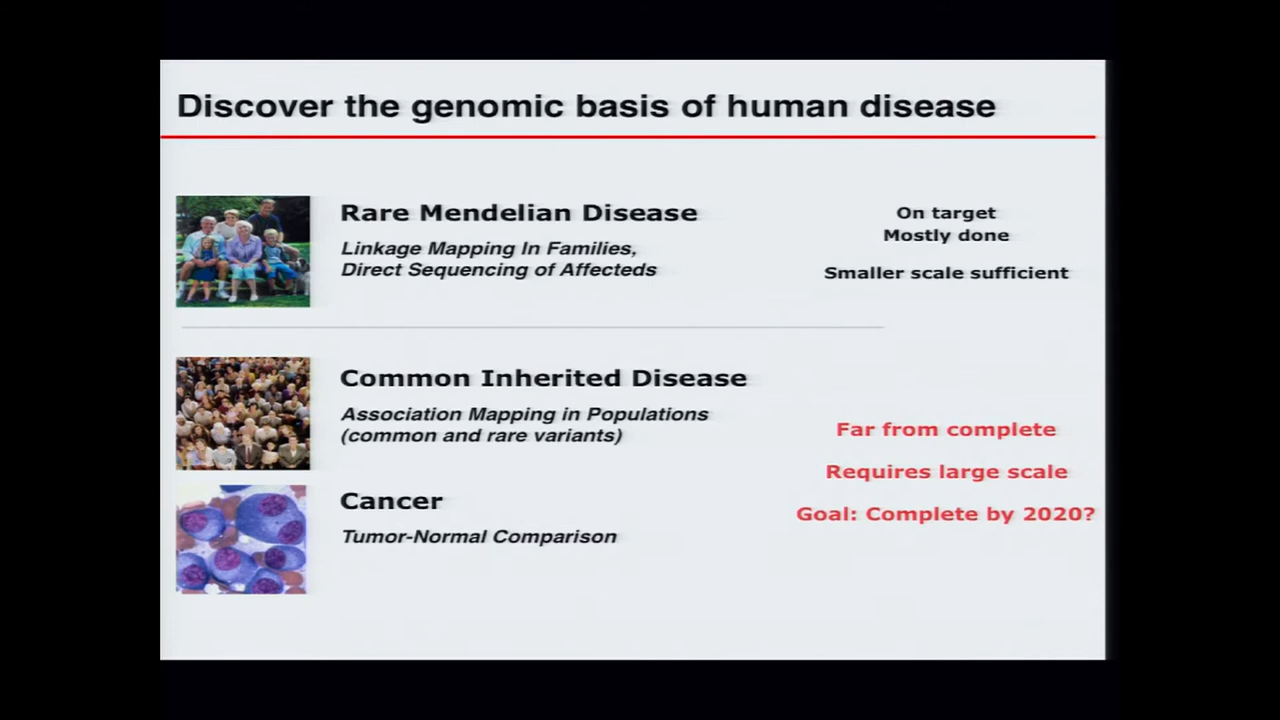 Discover the genomic basis of human disease
Rare Mendelian Disease
Linkage Mapping In Families,
Direct Sequencing of Affecteds
On target
Mostly done
Smaller scale sufficient
Common Inherited Disease
Association Mapping in Populations
(common and rare variants)
Cancer
Tumor-Normal Comparison
Far from complete
Requires large scale
Goal: Complete by 2020?